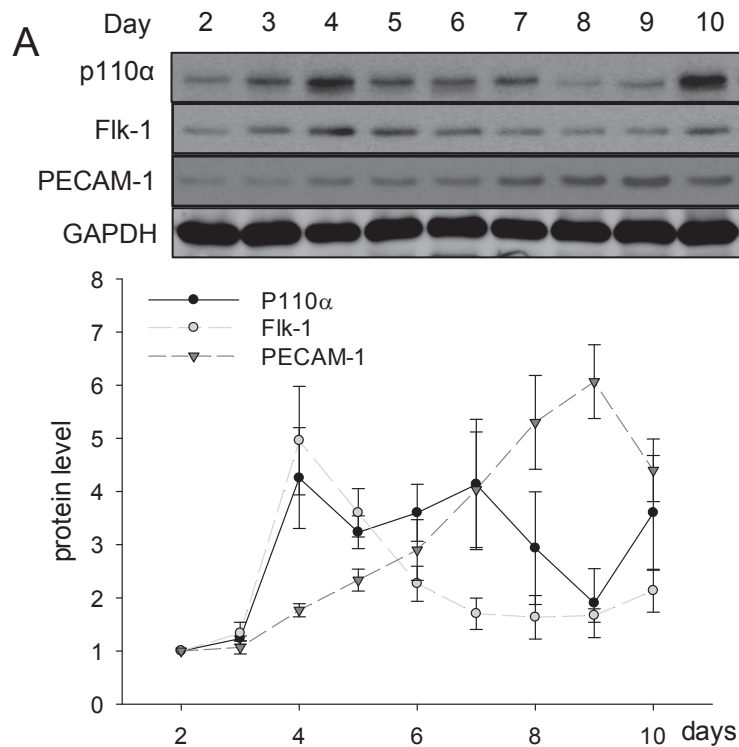 A
Day 2 3 4 5 6 7 8 9 10
p110α
Flk-1
PECAM-1
GAPDH
8
7
6
5
4
3
2
1
0
protein level
P110α
Flk-1
PECAM-1
2 4 6 8 10 days